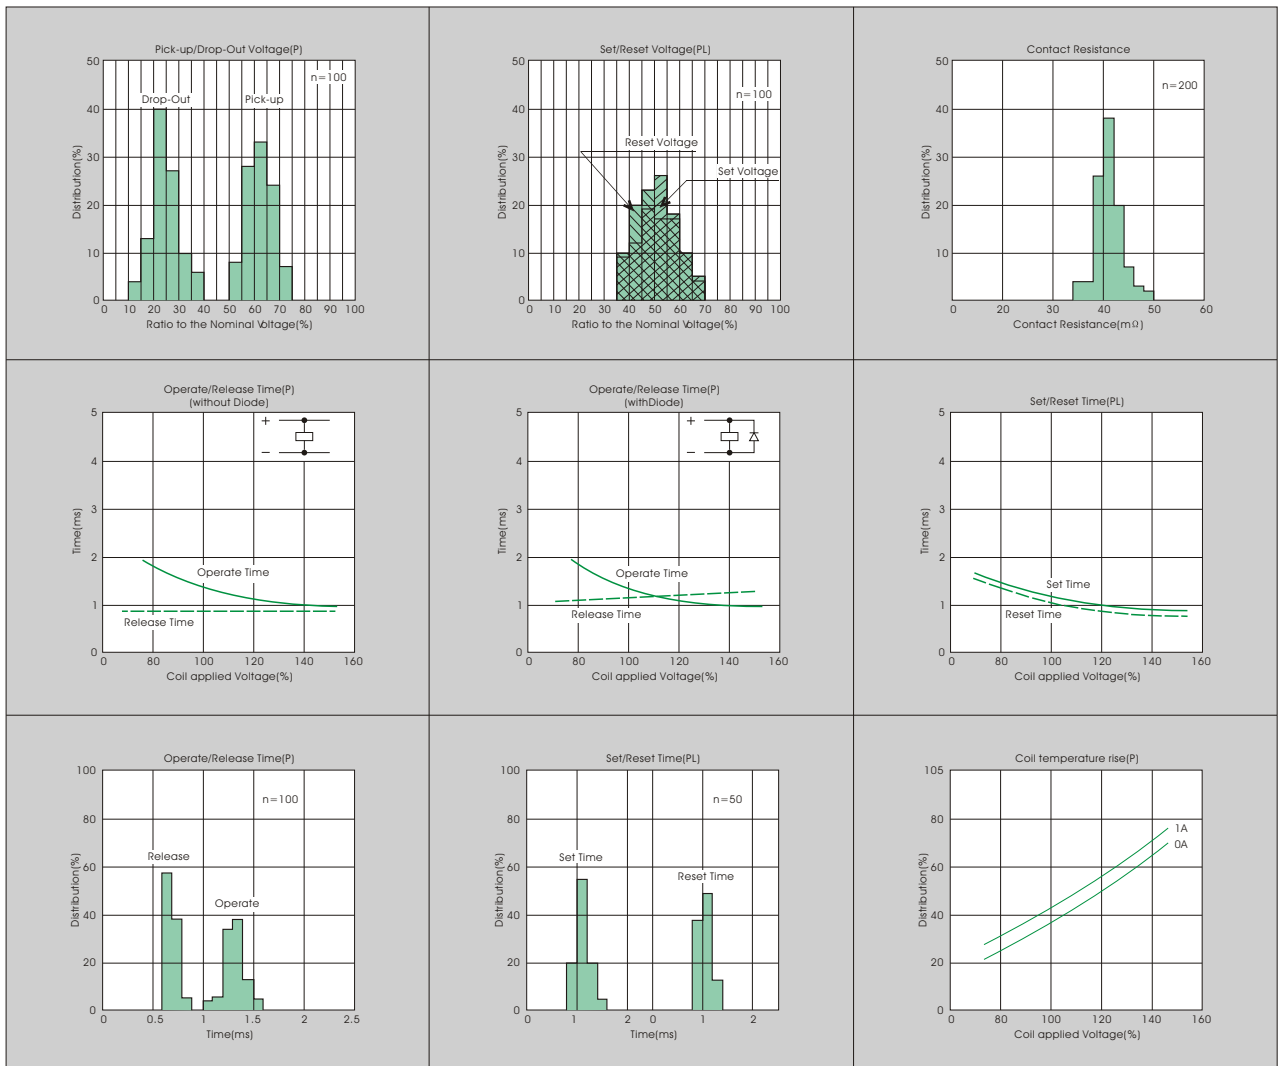 Pick-up/Drop-Out Voltage(P)
50
n=100
Drop-Out
Pick-up
40
30
20
10
0
Distribution(%)
0 10 20 30 40 50 60 70 80 90 100
Ratio to the Nominal Voltage(%)
Set/Reset Voltage(PL)
50
n=100
40
Reset Voltage
30
Set Voltage
20
10
0
Distribution(%)
0 10 20 30 40 50 60 70 80 90 100
Ratio to the Nominal Voltage(%)
Contact Resistance
50
n=200
40
30
20
10
0
Distribution(%)
0 20 30 40 50 60
Contact Resistance(mΩ)
Operate/Release Time(P)
(without Diode)
5
+
−
4
3
2
Operate Time
1
Release Time
0
Time(ms)
0 80 100 120 140 160
Coil applied Voltage(%)
Operate/Release Time(P)
(withDiode)
5
+
−
4
3
2
Operate Time
1
Release Time
0
Time(ms)
0 80 100 120 140 160
Coil applied Voltage(%)
Set/Reset Time(PL)
5
4
3
2
Set Time
1
Reset Time
0
Time(ms)
0 80 100 120 140 160
Coil applied Voltage(%)
Operate/Release Time(P)
100
n=100
80
Release
60
Operate
40
20
0
Distribution(%)
0 0.5 1 1.5 2 2.5
Time(ms)
Set/Reset Time(PL)
100
n=50
80
Set Time
60
Reset Time
40
20
0
Distribution(%)
0 1 2 0 1 2
Time(ms)
Coil temperature rise(P)
105
80
1A
0A
60
40
20
0
Distribution(%)
0 80 100 120 140 160
Coil applied Voltage(%)